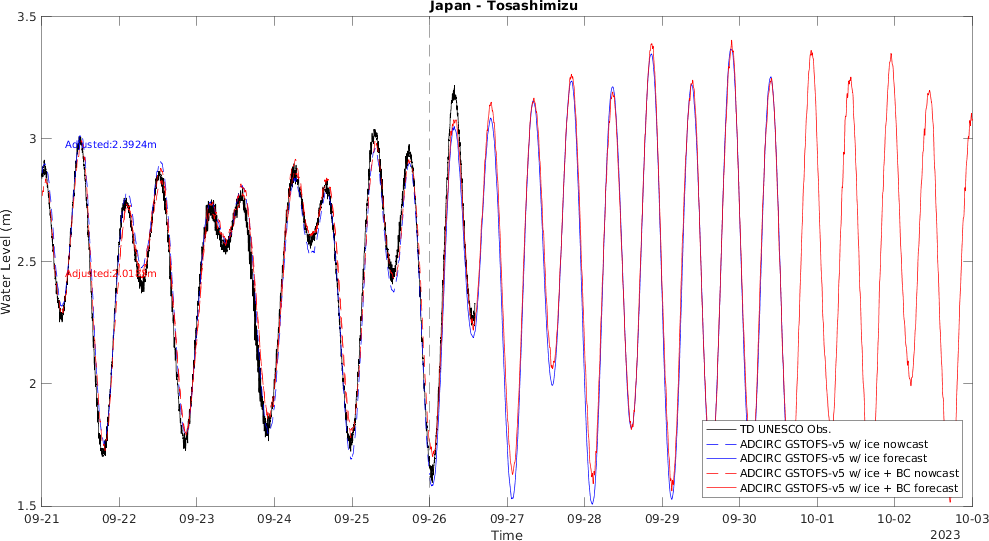 Japan - Tosashimizu
3.5
3
2.5
2
1.5
Water Level (m)
Adjusted:2.3924m
TD UNESCO Obs.
ADCIRC GSTOFS-v5 w/ ice nowcast
ADCIRC GSTOFS-v5 w/ ice forecast
ADCIRC GSTOFS-v5 w/ ice + BC nowcast
ADCIRC GSTOFS-v5 w/ ice + BC forecast
09-21
09-22
09-23
09-24
09-25
09-26
09-27
09-28
09-29
09-30
10-01
10-02
10-03
Time
2023